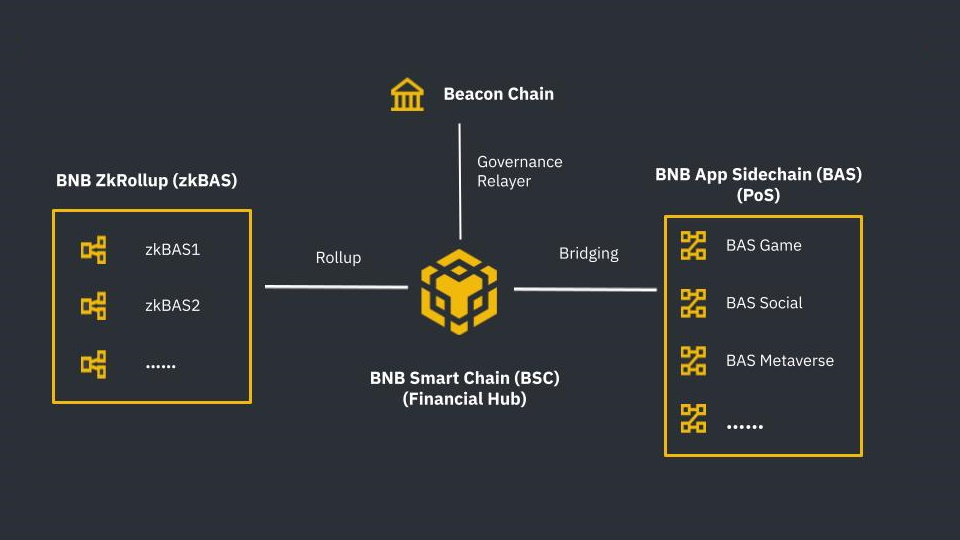 Beacon Chain
Governance
Relayer
BNB ZkRollup (zkBAS)
zkBAS1
zkBAS2
......
Rollup
BNB Smart Chain (BSC)
(Financial Hub)
Bridging
BNB App Sidechain (BAS)
(PoS)
BAS Game
BAS Social
BAS Metaverse
......